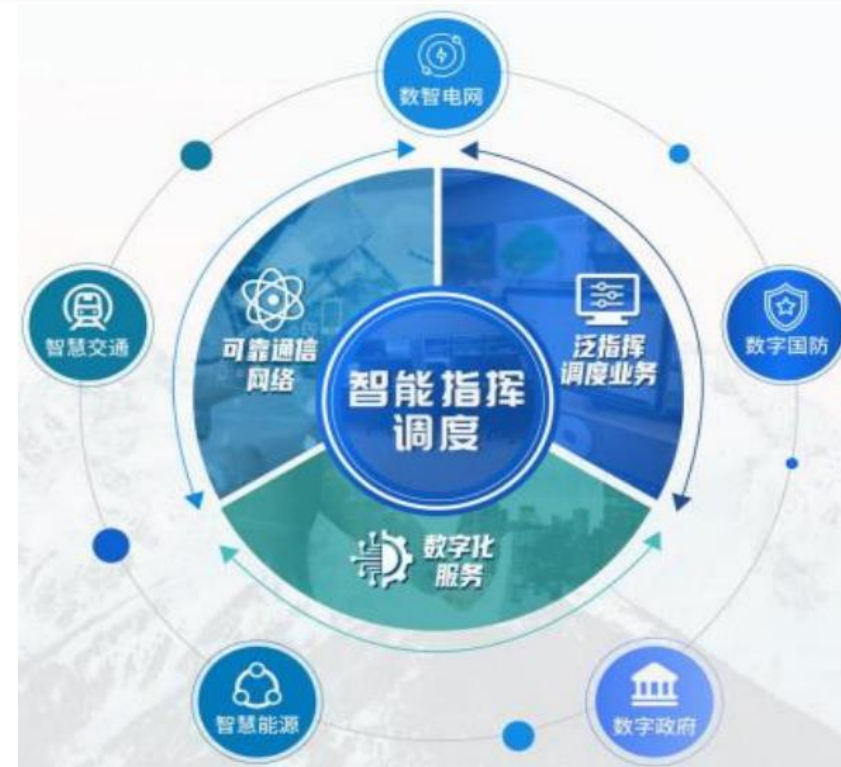 数智电网
智慧交通
数字国防
可靠通信
网络
泛指挥
调度业务
智能指挥
调度
数字化
服务
智慧能源
数字政府